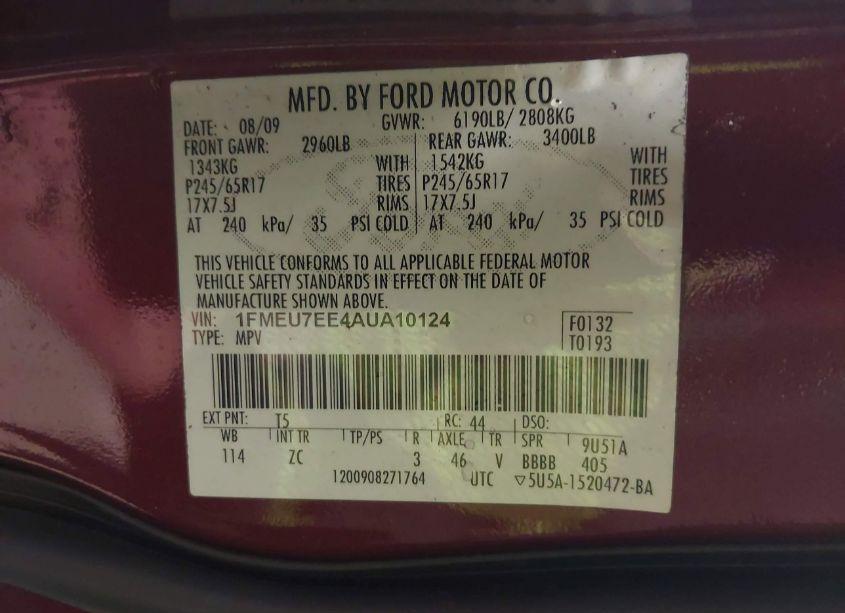 MFD. BY FORD MOTOR CO.
DATE: 08/09 GVWR: 6190LB/ 2808KG
FRONT GAWR: 2960LB REAR GAWR: 3400LB
1343KG WITH 1542KG WITH
P245/65R17 TIRES P245/65R17 TIRES
17X7.5J RIMS 17X7.5J RIMS
AT 240 kPa/ 35 PSI COLD AT 240 kPa/ 35 PSI COLD
THIS VEHICLE CONFORMS TO ALL APPLICABLE FEDERAL MOTOR
VEHICLE SAFETY STANDARDS IN EFFECT ON THE DATE OF
MANUFACTURE SHOWN ABOVE.
VIN: 1FMEU7EE4AUA10124 F0132
TYPE: MPV T0193
EXT PNT: T5 RC: 44 DSO:
WB INT TR TP/PS R AXLE TR SPR 9U51A
114 ZC 3 46 V BBBB 405
1200908271764 UTC ▽5U5A-1520472-BA